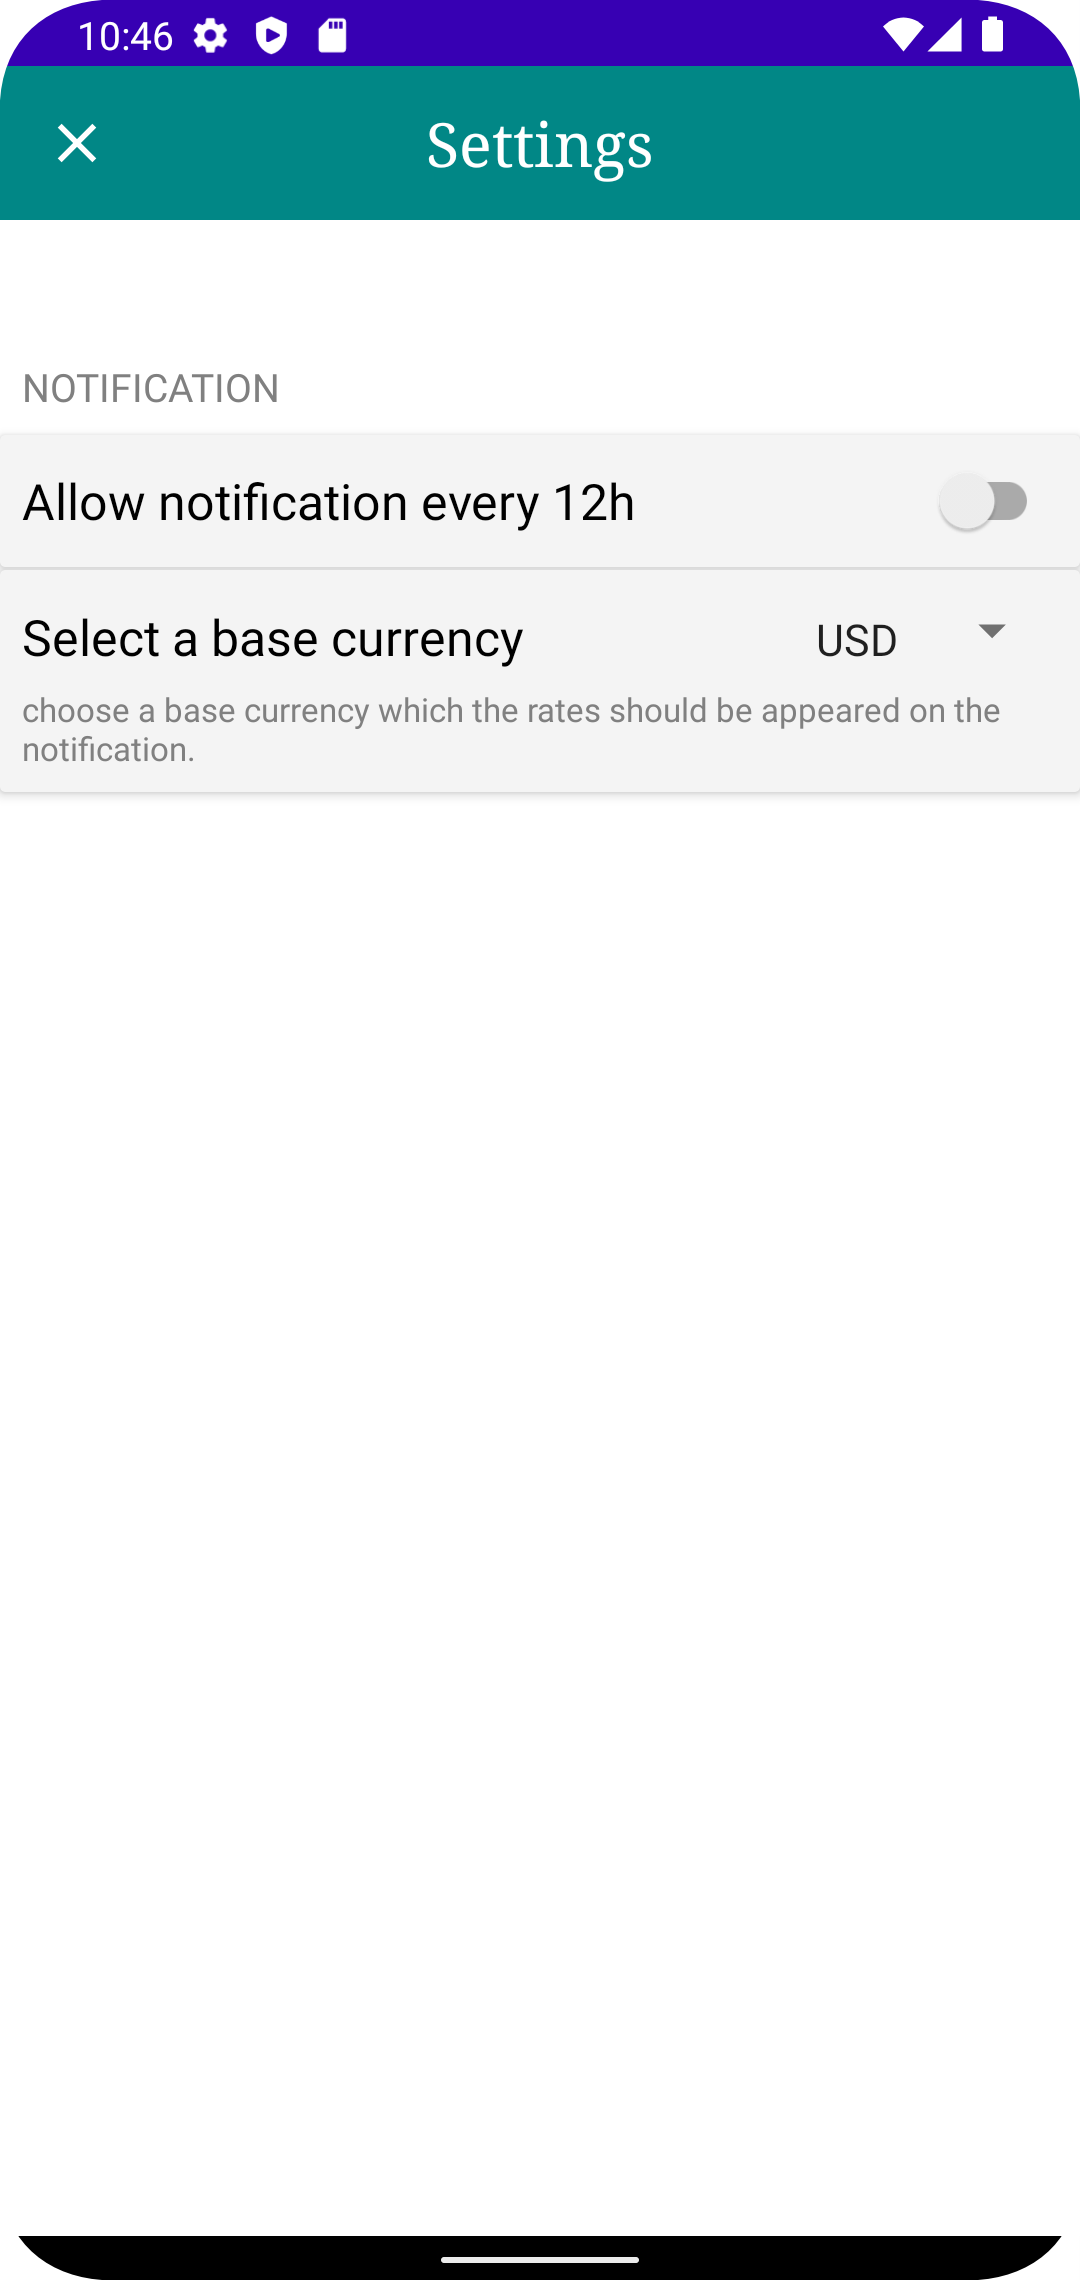 10:46
Settings
NOTIFICATION
Allow notification every 12h
Select a base currency USD
choose a base currency which the rates should be appeared on the
notification.